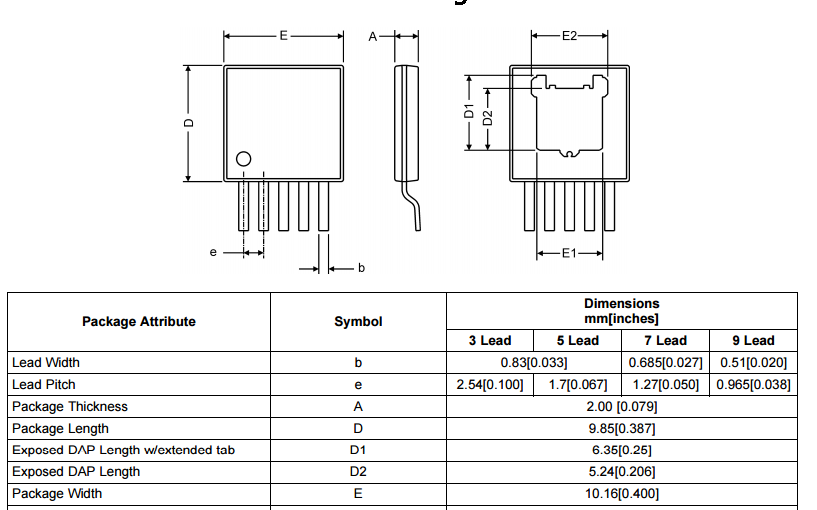 E
A
E2
D
D1
D2
e
b
E1
Package Attribute
Symbol
Dimensions
mm[inches]
3 Lead
5 Lead
7 Lead
9 Lead
Lead Width b 0.83[0.033] 0.685[0.027] 0.51[0.020]
Lead Pitch e 2.54[0.100] 1.7[0.067] 1.27[0.050] 0.965[0.038]
Package Thickness A 2.00 [0.079]
Package Length D 9.85[0.387]
Exposed DAP Length w/extended tab D1 6.35[0.25]
Exposed DAP Length D2 5.24[0.206]
Package Width E 10.16[0.400]